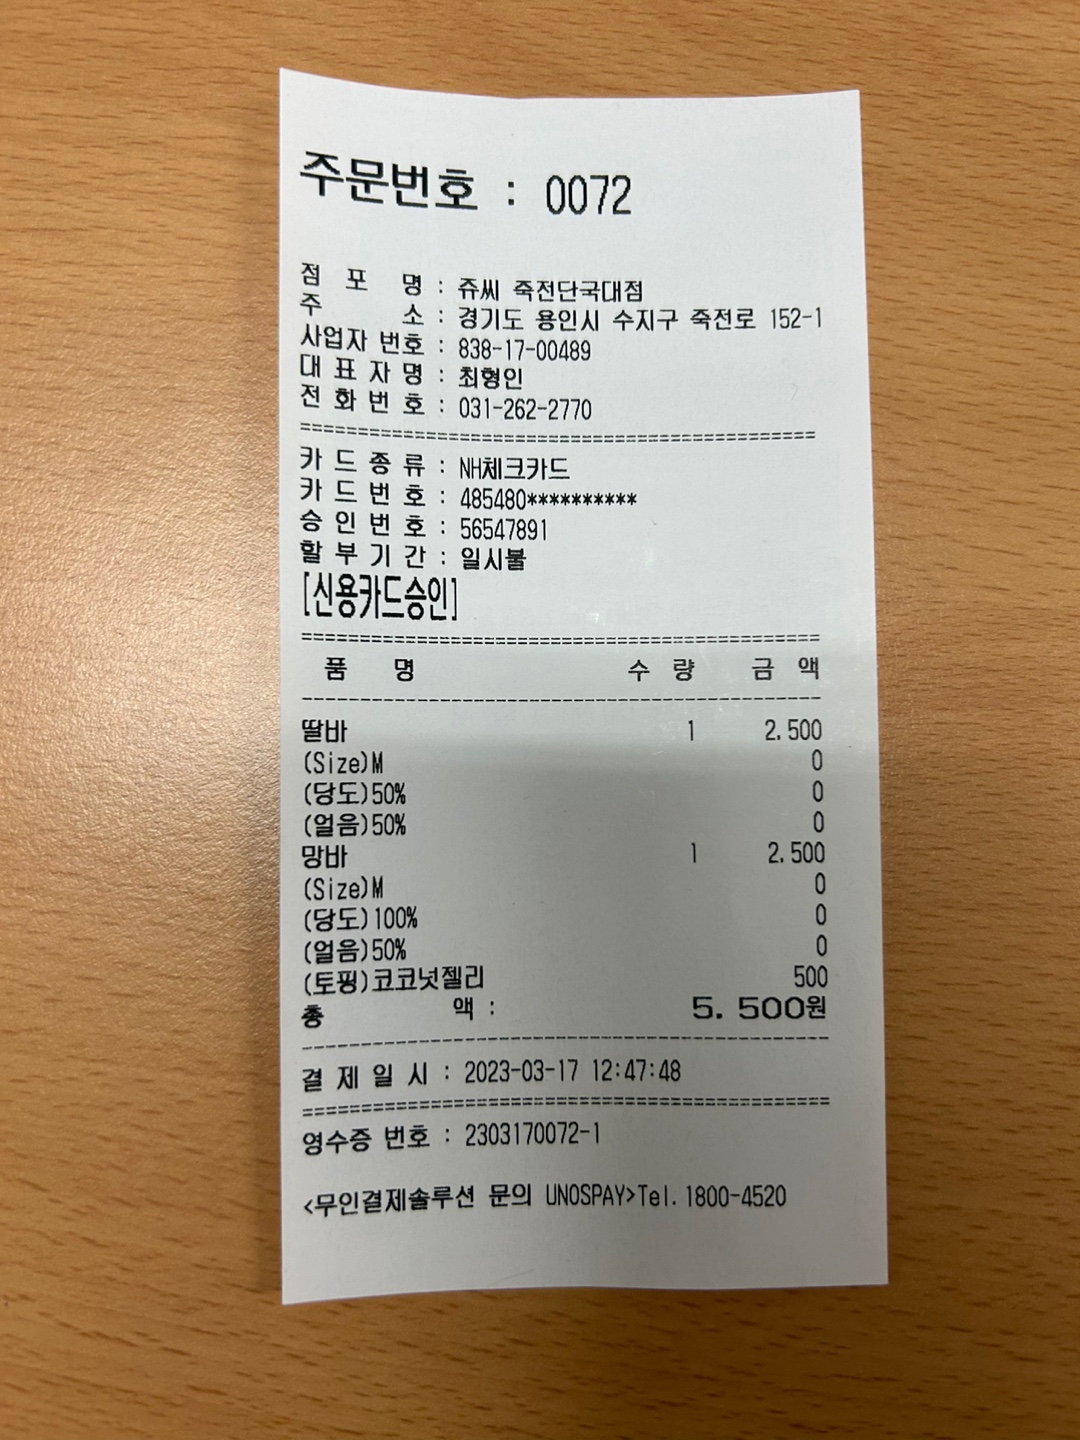 주문번호 : 0072
점 포 명 : 쥬씨 죽전단국대점
주 소 : 경기도 용인시 수지구 죽전로 152-1
사업자 번호 : 838-17-00489
대 표 자 명 : 최형인
전 화 번 호 : 031-262-2770
============================================
카 드 종 류 : NH체크카드
카 드 번 호 : 485480**********
승 인 번 호 : 56547891
할 부 기 간 : 일시불
[신용카드승인]
============================================
품 명 수 량 금 액
--------------------------------------------
딸바 1 2.500
(Size)M 0
(당도)50% 0
(얼음)50% 0
망바 1 2.500
(Size)M 0
(당도)100% 0
(얼음)50% 0
(토핑)코코넛젤리 500
총 액 : 5. 500원
--------------------------------------------
결 제 일 시 : 2023-03-17 12:47:48
============================================
영수증 번호 : 2303170072-1
<무인결제솔루션 문의 UNOSPAY>Tel.1800-4520